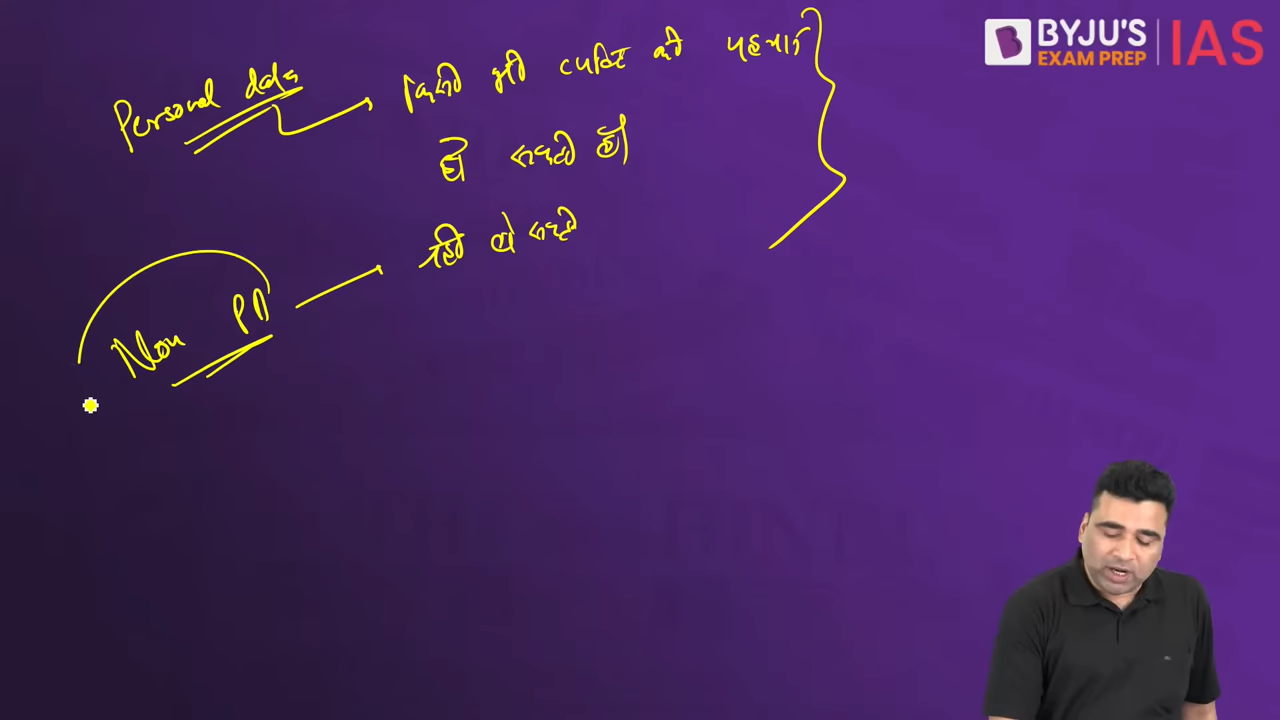 BYJU'S
EXAM PREP
IAS
Personal data
किसी भी व्यक्ति की पहचान
हो सकती हो
Non PD
नहीं हो सकती